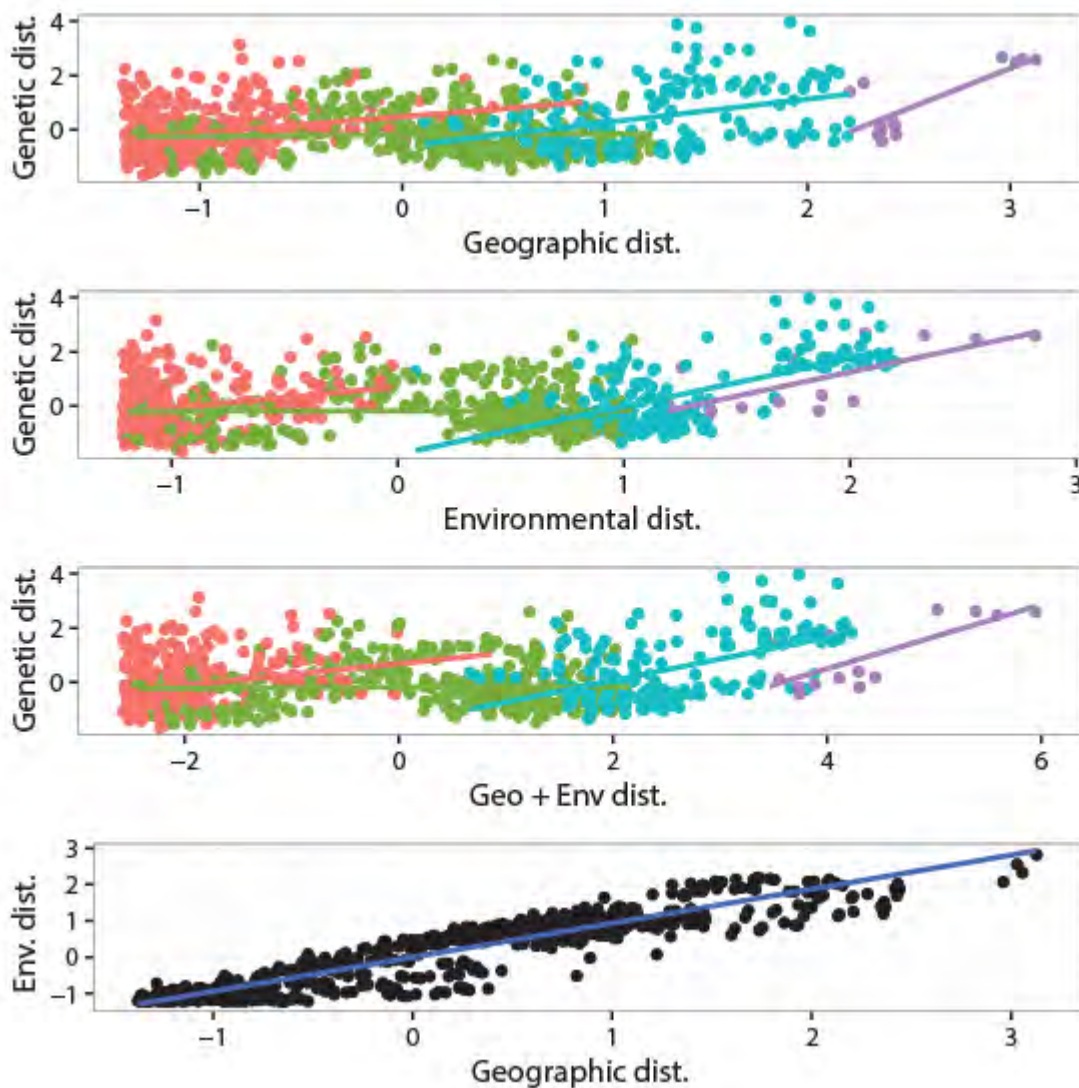 Genetic dist.
4
2
0
−1 0 1 2 3
Geographic dist.
Genetic dist.
4
2
0
−1 0 1 2 3
Environmental dist.
Genetic dist.
4
2
0
−2 0 2 4 6
Geo + Env dist.
Env. dist.
3
2
1
0
−1
−1 0 1 2 3
Geographic dist.